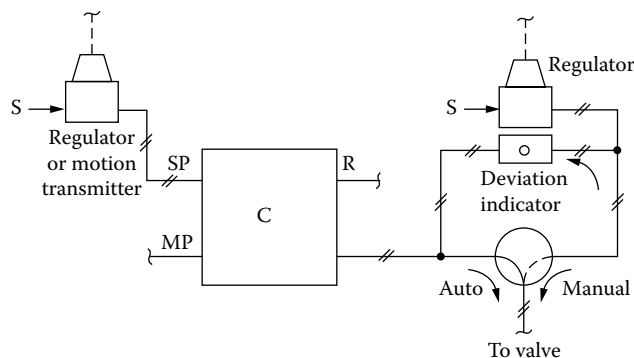 S
Regulator
or motion
transmitter
SP
R
C
MP
Regulator
S
Deviation
indicator
Auto
Manual
To valve